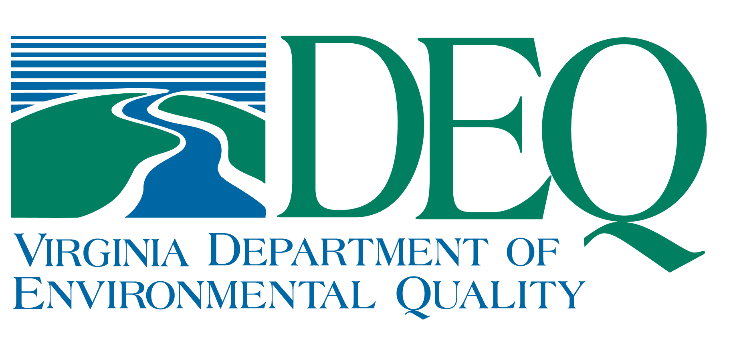 DEQ
VIRGINIA DEPARTMENT OF
ENVIRONMENTAL QUALITY